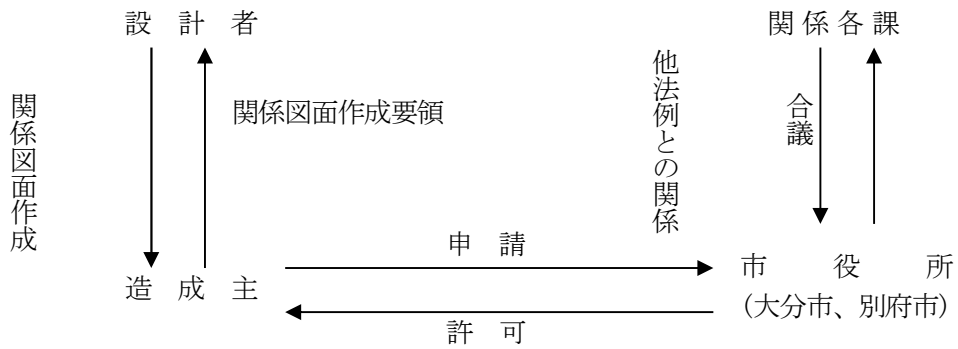 設計者
関係各課
関係図面作成
関係図面作成要領
他法例との関係
合議
申請
造成主
市役所
(大分市、別府市)
許可